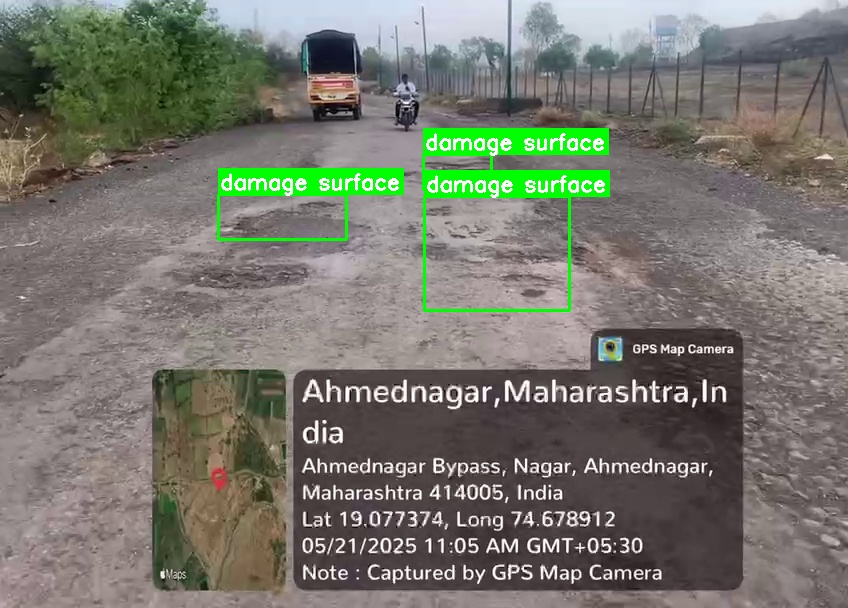 damage surface
damage surface
damage surface
GPS Map Camera
Ahmednagar,Maharashtra,In
dia
Ahmednagar Bypass, Nagar, Ahmednagar,
Maharashtra 414005, India
Lat 19.077374, Long 74.678912
05/21/2025 11:05 AM GMT+05:30
Note : Captured by GPS Map Camera
Maps